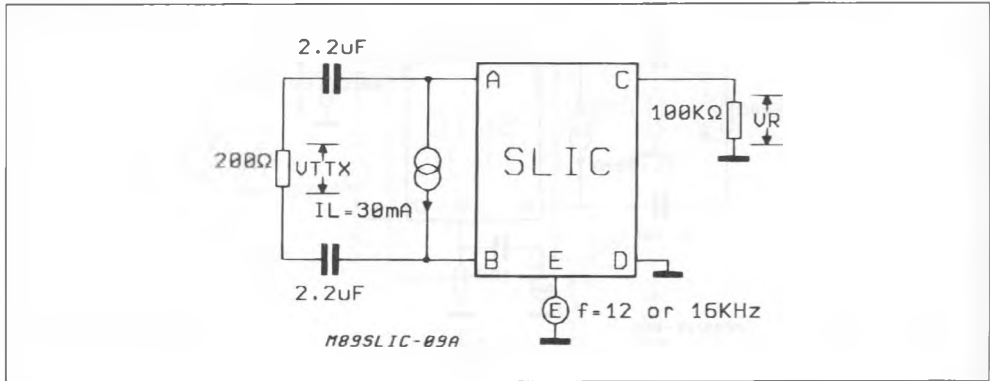 2.2uF
A
C
100KΩ
VR
200Ω
VTTX
SLIC
IL=30mA
B
E
D
2.2uF
E
f=12 or 16KHz
M89SLIC-09A